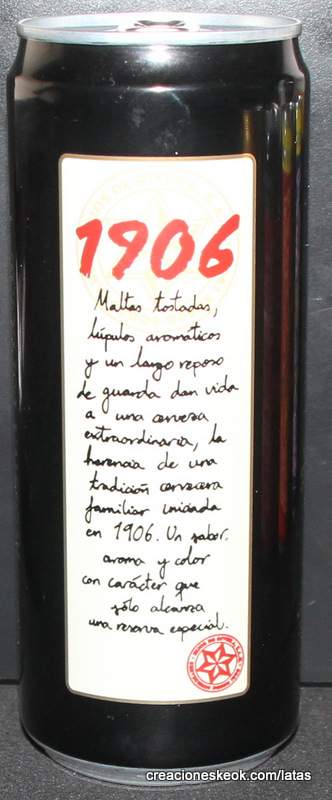 1906
Maltas tostadas,
lúpulos aromáticos
y un largo reposo
de guarda dan vida
a una cerveza
extraordinaria, la
herencia de una
tradición cervecera
familiar iniciada
en 1906. Un sabor,
aroma y color
con carácter que
sólo alcanza
una reserva especial.
creacioneskeok.com/latas